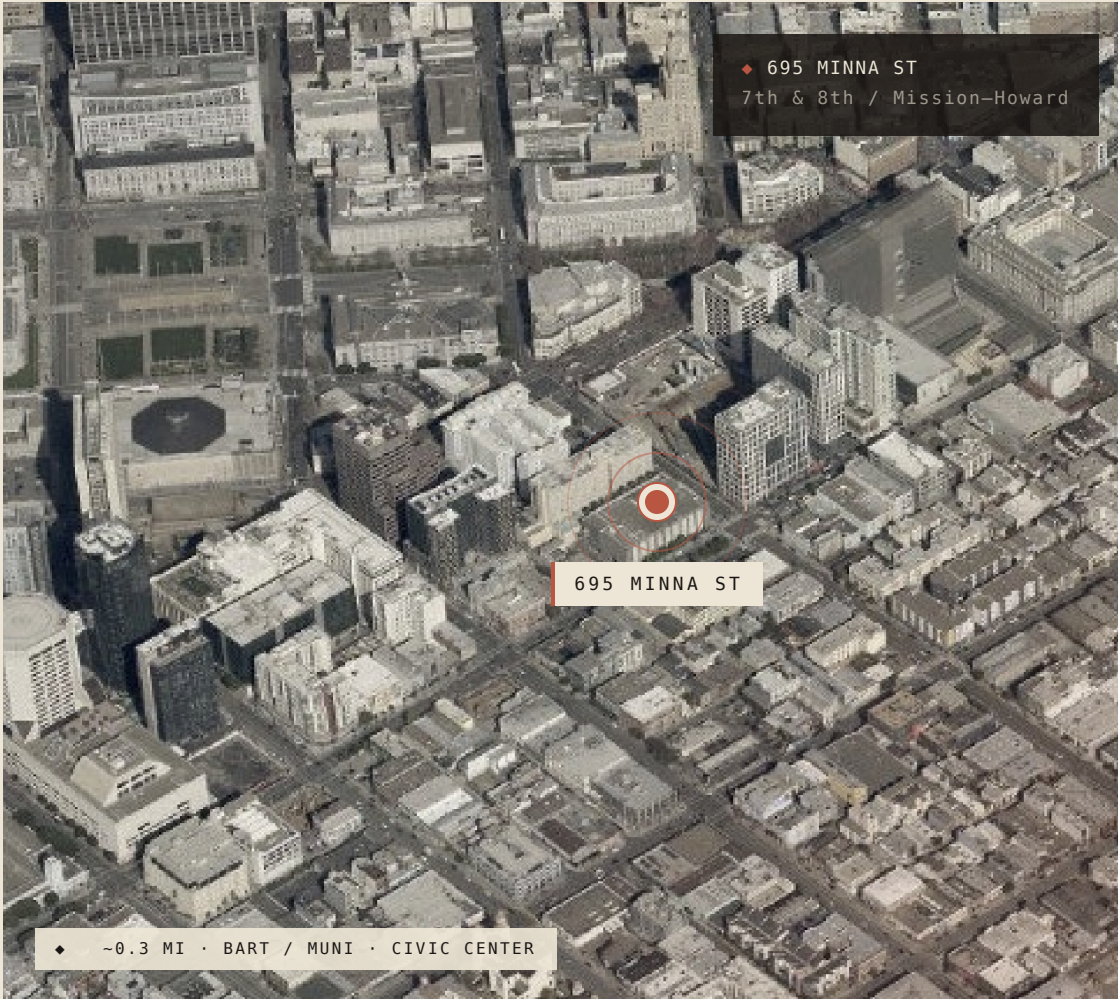 ◆ 695 MINNA ST
7th & 8th / Mission–Howard
695 MINNA ST
◆ ~0.3 MI · BART / MUNI · CIVIC CENTER